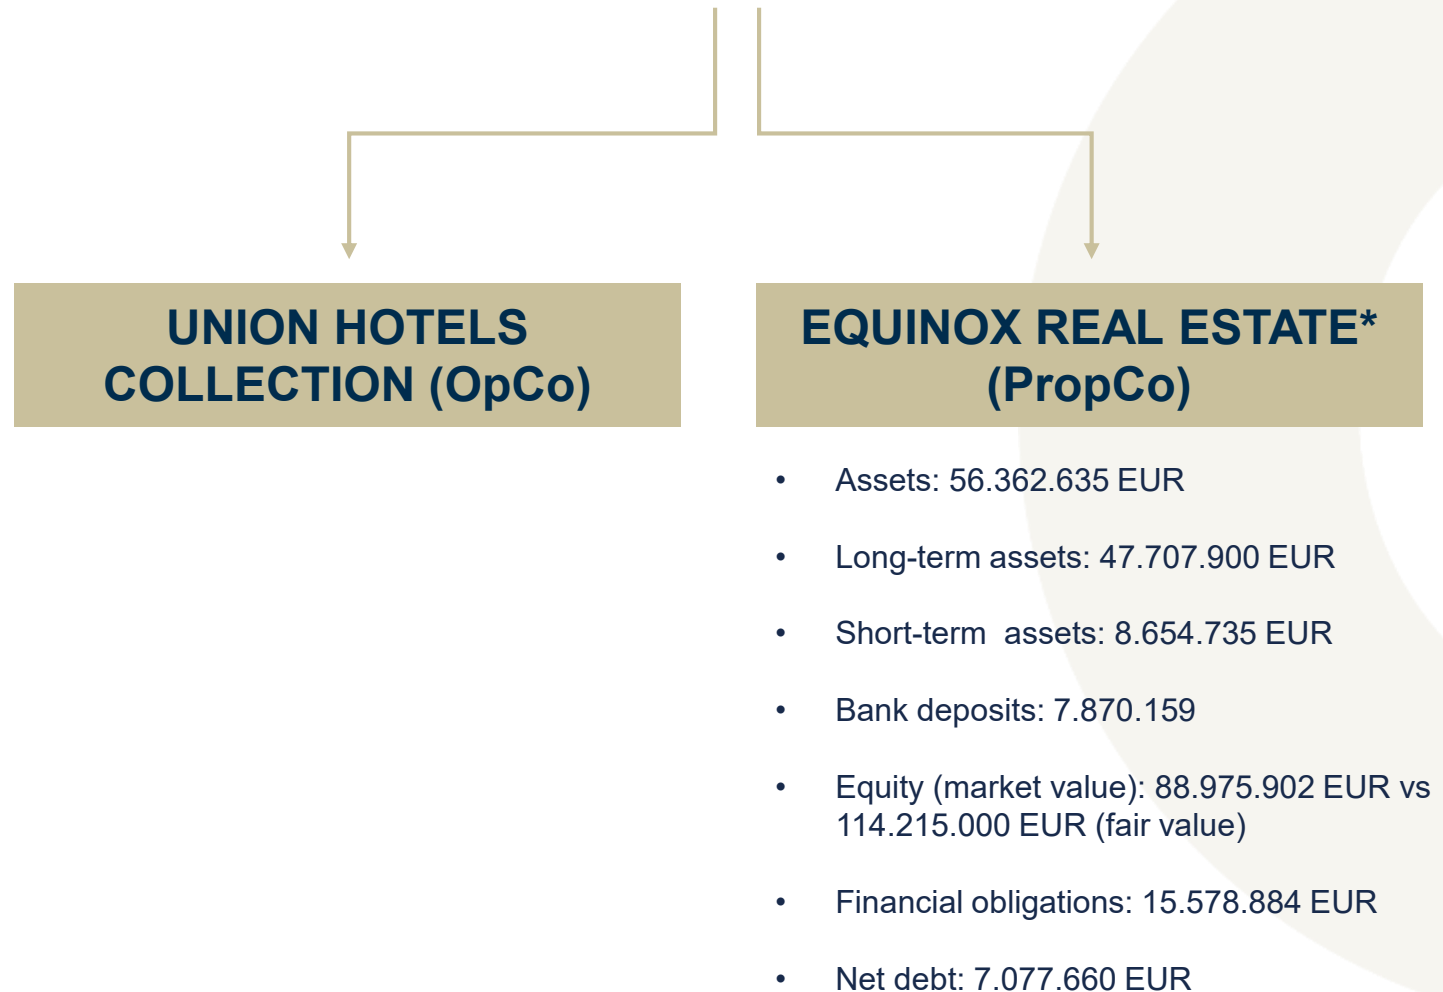 UNION HOTELS
COLLECTION (OpCo)
EQUINOX REAL ESTATE*
(PropCo)
• Assets: 56.362.635 EUR
• Long-term assets: 47.707.900 EUR
• Short-term  assets: 8.654.735 EUR
• Bank deposits: 7.870.159
• Equity (market value): 88.975.902 EUR vs
114.215.000 EUR (fair value)
• Financial obligations: 15.578.884 EUR
• Net debt: 7.077.660 EUR